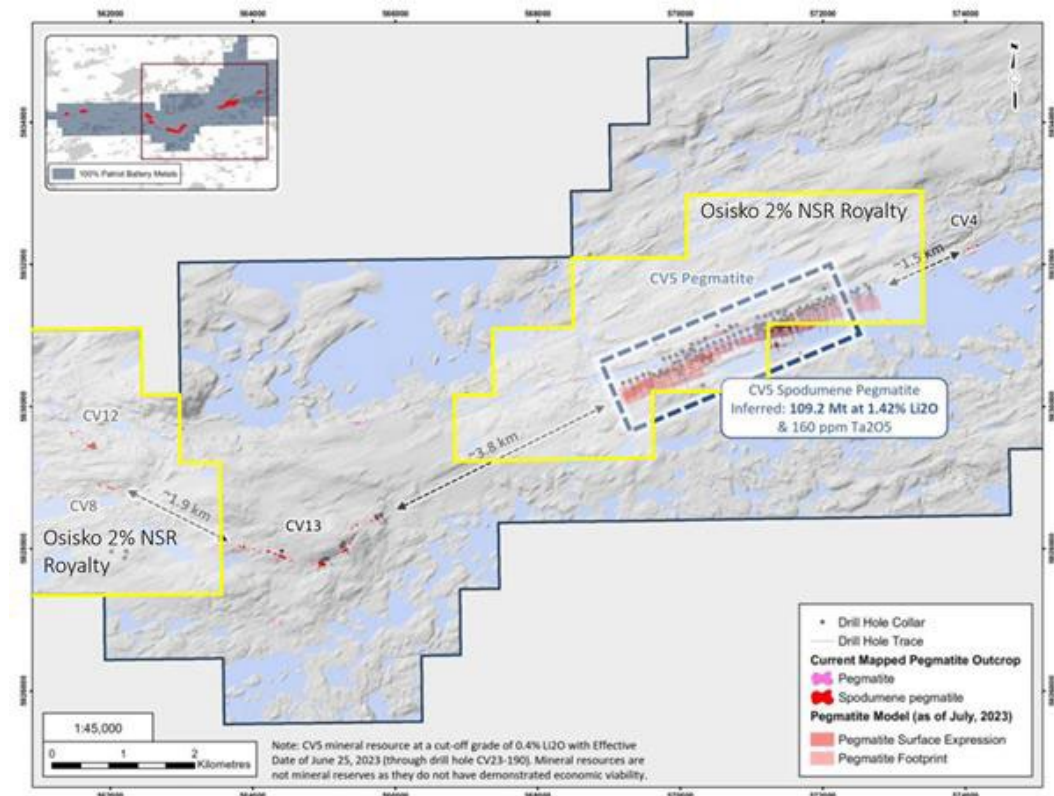 562000
568000
570000
572000
574000
100% Patriot Battery Metals
Osisko 2% NSR Royalty
CV4
~1.5 km
CV5 Pegmatite
CV5 Spodumene Pegmatite
Inferred: 109.2 Mt at 1.42% Li2O
& 160 ppm Ta2O5
~3.8 km
CV12
CV8
~1.9 km
CV13
Osisko 2% NSR
Royalty
Drill Hole Collar
Drill Hole Trace
Current Mapped Pegmatite Outcrop
Pegmatite
Spodumene pegmatite
Pegmatite Model (as of July, 2023)
Pegmatite Surface Expression
Pegmatite Footprint
1:45,000
0 1 2
Kilometres
Note: CV5 mineral resource at a cut-off grade of 0.4% Li2O with Effective
Date of June 25, 2023 (through drill hole CV23-190). Mineral resources are
not mineral reserves as they do not have demonstrated economic viability.